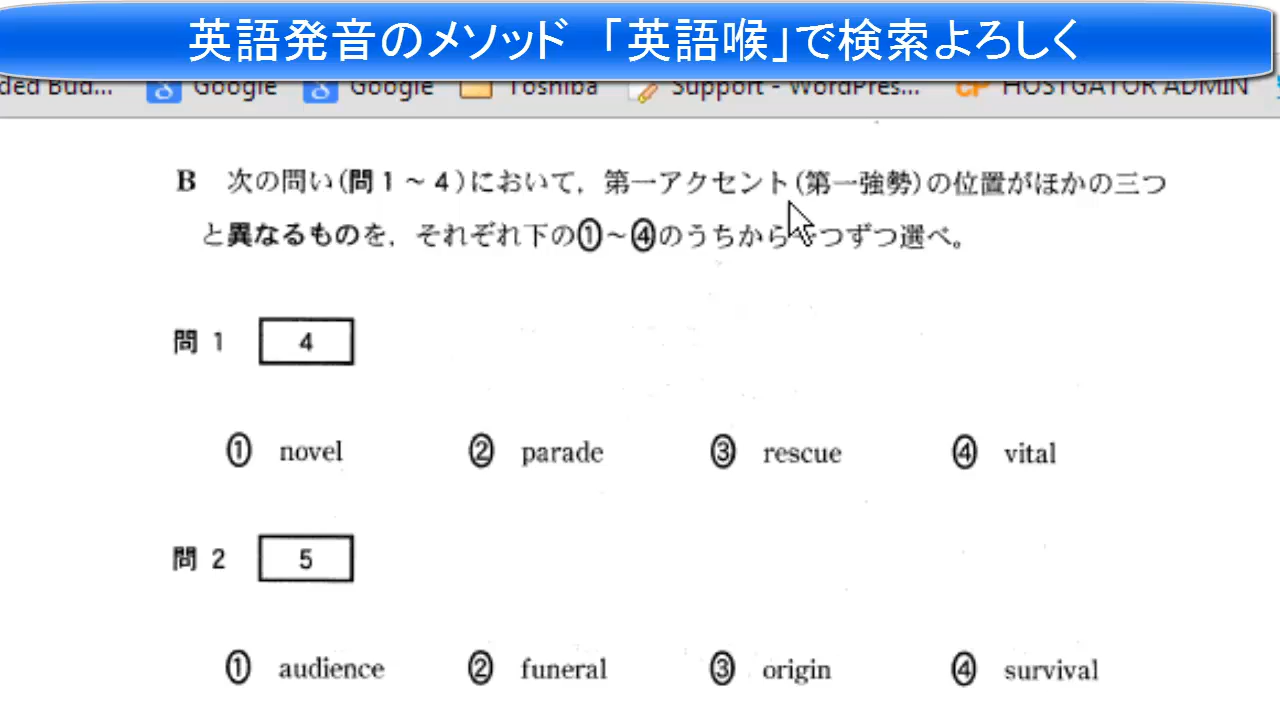 英語発音のメソッド 「英語喉」で検索よろしく
ded Bud... Google Google Toshiba Support - WordPres... HOSTGATOR ADMIN
B 次の問い(問1～4)において，第一アクセント(第一強勢)の位置がほかの三つ
と異なるものを，それぞれ下の①～④のうちから つずつ選べ。
問1 4
① novel ② parade ③ rescue ④ vital
問2 5
① audience ② funeral ③ origin ④ survival